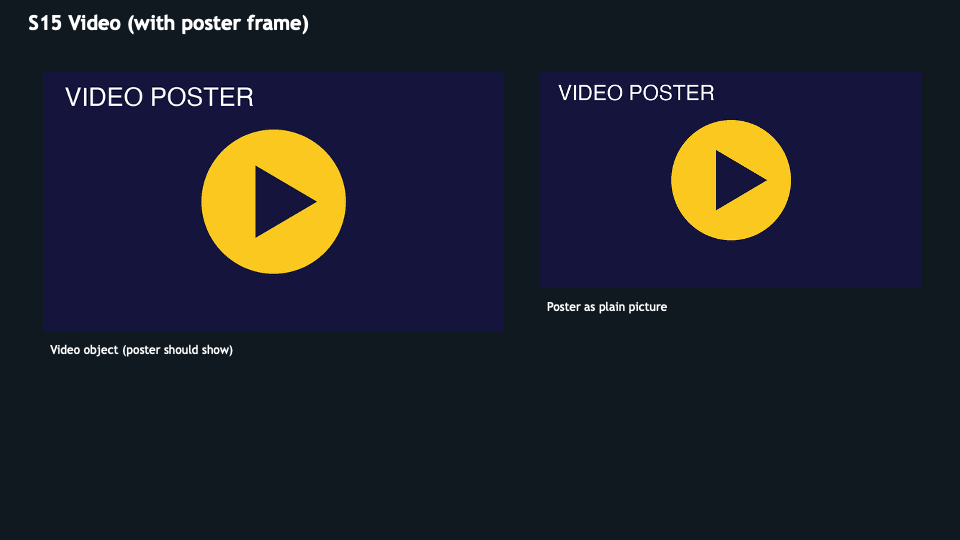 S15 Video (with poster frame)
VIDEO POSTER
Video object (poster should show)
VIDEO POSTER
Poster as plain picture